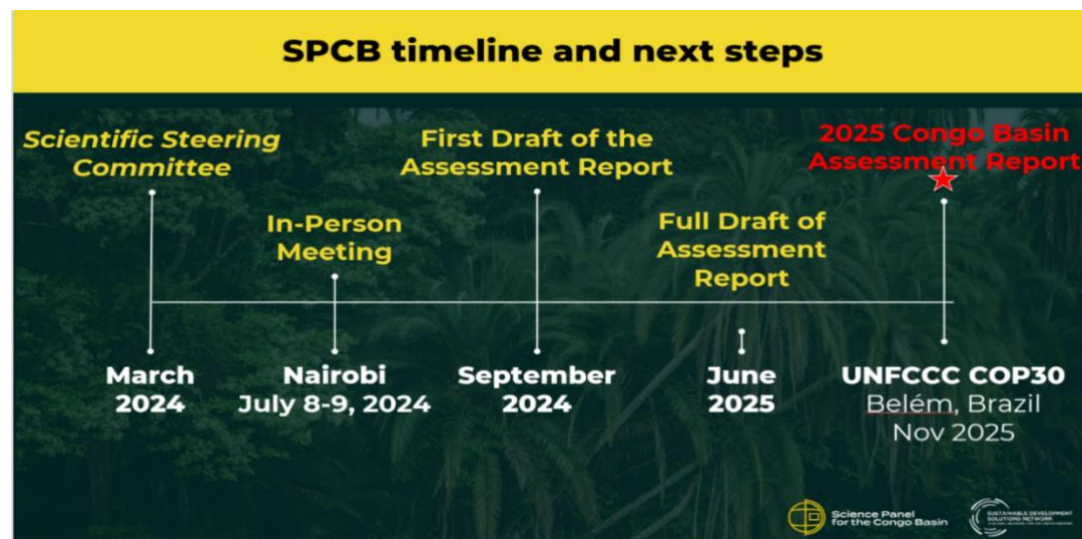 SPCB timeline and next steps
Scientific Steering
Committee
First Draft of the
Assessment Report
2025 Congo Basin
Assessment Report
In-Person
Meeting
Full Draft of
Assessment
Report
March
2024
Nairobi
July 8-9, 2024
September
2024
June
2025
UNFCCC COP30
Belém, Brazil
Nov 2025
Science Panel
for the Congo Basin
SUSTAINABLE DEVELOPMENT
SOLUTIONS NETWORK